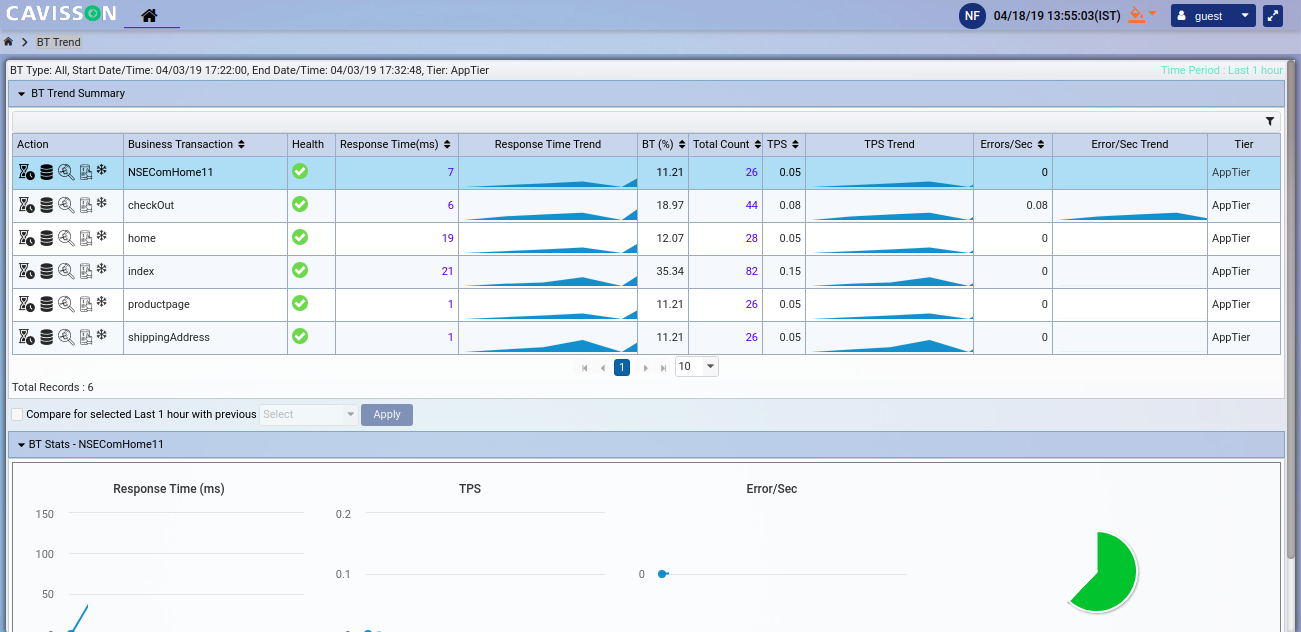 CAVISSON
NF 04/18/19 13:55:03(IST) guest
BT Trend
BT Type: All, Start Date/Time: 04/03/19 17:22:00, End Date/Time: 04/03/19 17:32:48, Tier: AppTier Time Period : Last 1 hour
BT Trend Summary
Action Business Transaction Health Response Time(ms) Response Time Trend BT (%) Total Count TPS TPS Trend Errors/Sec Error/Sec Trend Tier
NSEComHome11 7 11.21 26 0.05 0 AppTier
checkOut 6 18.97 44 0.08 0.08 AppTier
home 19 12.07 28 0.05 0 AppTier
index 21 35.34 82 0.15 0 AppTier
productpage 1 11.21 26 0.05 0 AppTier
shippingAddress 1 11.21 26 0.05 0 AppTier
1 10
Total Records : 6
Compare for selected Last 1 hour with previous Select Apply
BT Stats - NSEComHome11
Response Time (ms) TPS Error/Sec
150 0.2
100 0.1 0
50